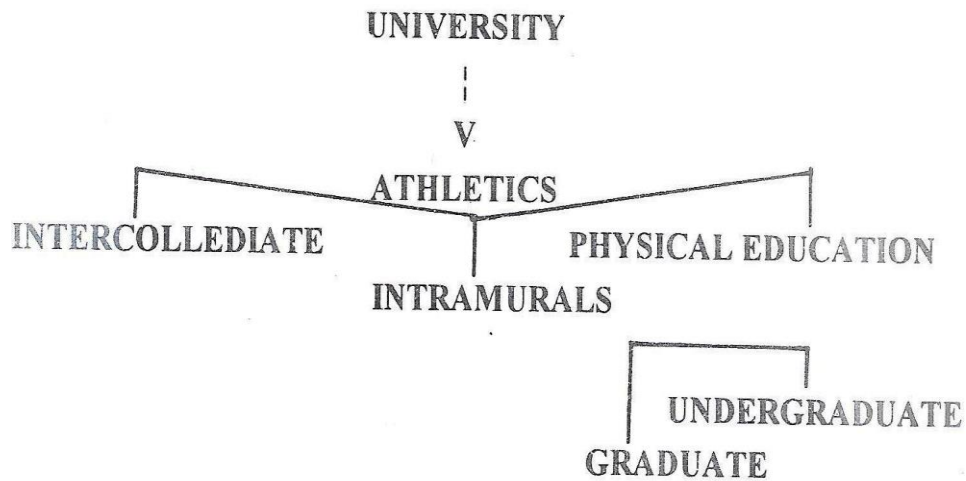 UNIVERSITY
V
ATHLETICS
INTERCOLLEDIATE
PHYSICAL EDUCATION
INTRAMURALS
UNDERGRADUATE
GRADUATE